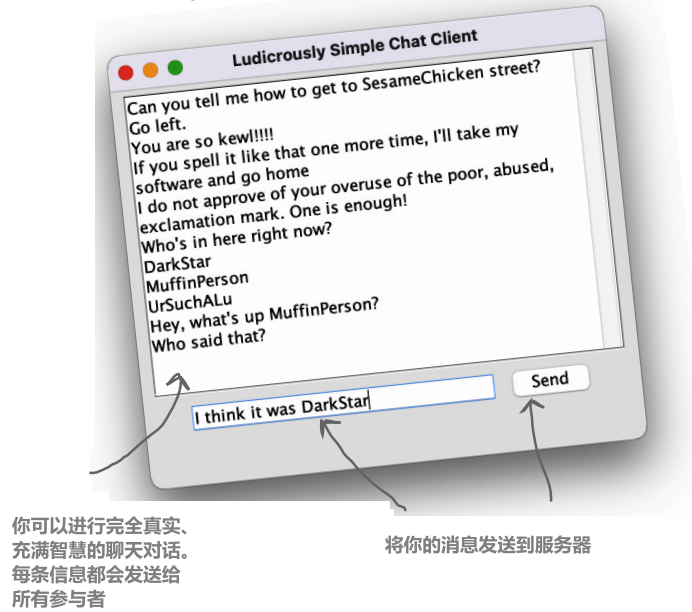 Ludicrously Simple Chat Client
Can you tell me how to get to SesameChicken street?
Go left.
You are so kewl!!!!
If you spell it like that one more time, I'll take my
software and go home
I do not approve of your overuse of the poor, abused,
exclamation mark. One is enough!
Who's in here right now?
DarkStar
MuffinPerson
UrSuchALu
Hey, what's up MuffinPerson?
Who said that?
I think it was DarkStar
Send
你可以进行完全真实、
充满智慧的聊天对话。
每条信息都会发送给
所有参与者
将你的消息发送到服务器